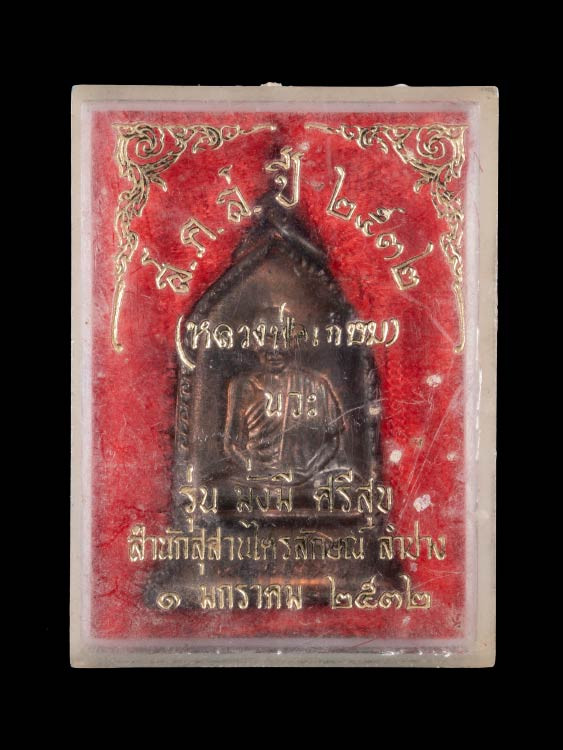 ส.ค.ส. ปี ๒๕๓๒
(หลวงพ่อเกษม)
นวะ
รุ่น มั่งมี ศรีสุข
สำนักสุสานไตรลักษณ์ ลำปาง
๑ มกราคม ๒๕๓๒